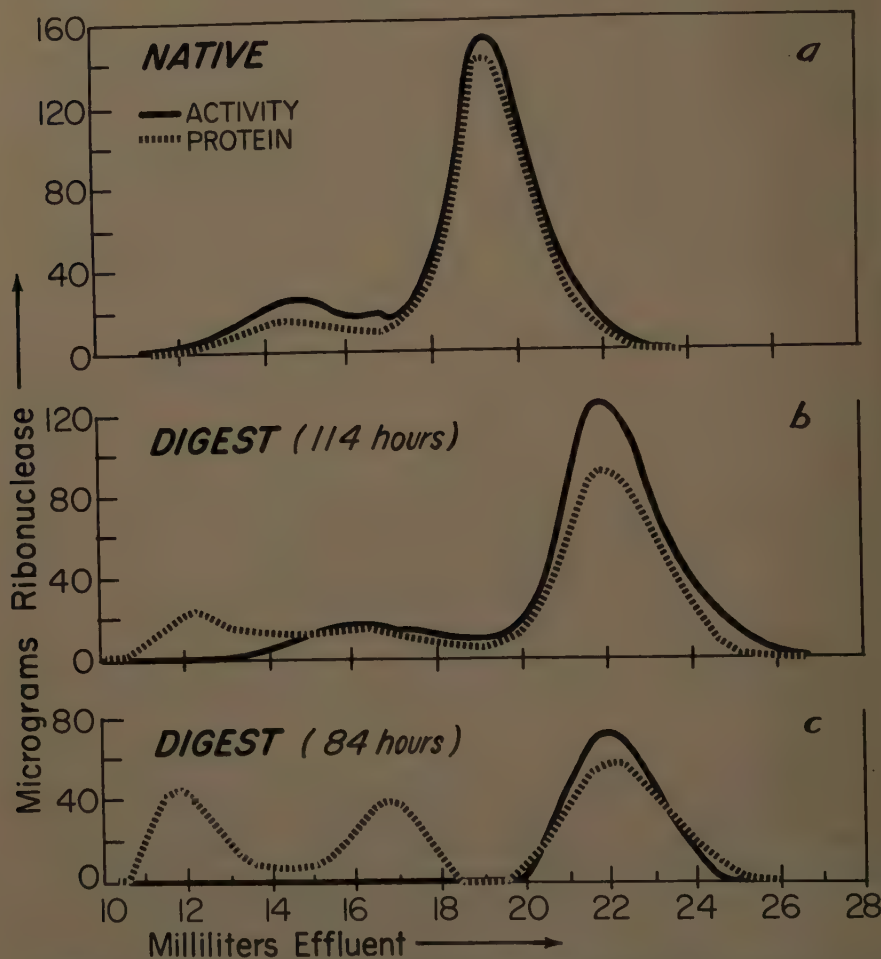 NATIVE
a
ACTIVITY
PROTEIN
160
120
80
40
0
DIGEST (114 hours)
b
120
80
40
0
DIGEST (84 hours)
c
80
40
0
10 12 14 16 18 20 22 24 26 28
Micrograms Ribonuclease
Milliliters Effluent